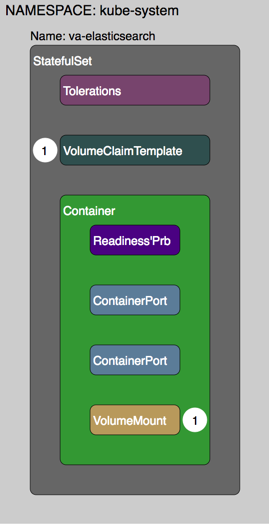 NAMESPACE: kube-system
Name: va-elasticsearch
StatefulSet
Tolerations
1 VolumeClaimTemplate
Container
Readiness'Prb
ContainerPort
ContainerPort
VolumeMount 1